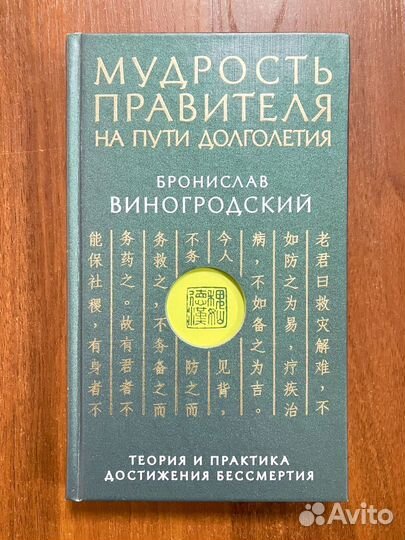 МУДРОСТЬ
ПРАВИТЕЛЯ
НА ПУТИ ДОЛГОЛЕТИЯ
БРОНИСЛАВ
ВИНОГРОДСКИЙ
老君曰救灾解难，不
如防之为易，疗疾治
病，不如备之为吉。
今人 见背，
不务 防之而
务救之，不务备之而
务药之。故有君者不
能保社稷，有身者不
ТЕОРИЯ И ПРАКТИКА
ДОСТИЖЕНИЯ БЕССМЕРТИЯ
Avito